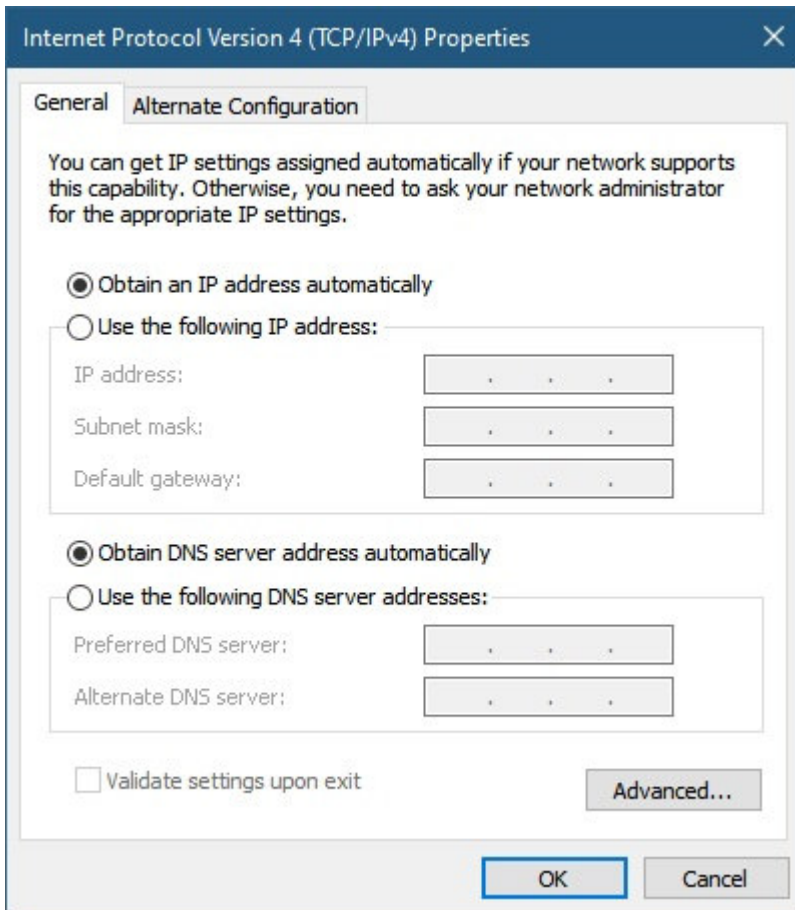 Internet Protocol Version 4 (TCP/IPv4) Properties
General
Alternate Configuration
You can get IP settings assigned automatically if your network supports
this capability. Otherwise, you need to ask your network administrator
for the appropriate IP settings.
Obtain an IP address automatically
Use the following IP address:
IP address:
Subnet mask:
Default gateway:
Obtain DNS server address automatically
Use the following DNS server addresses:
Preferred DNS server:
Alternate DNS server:
Validate settings upon exit
Advanced...
OK
Cancel